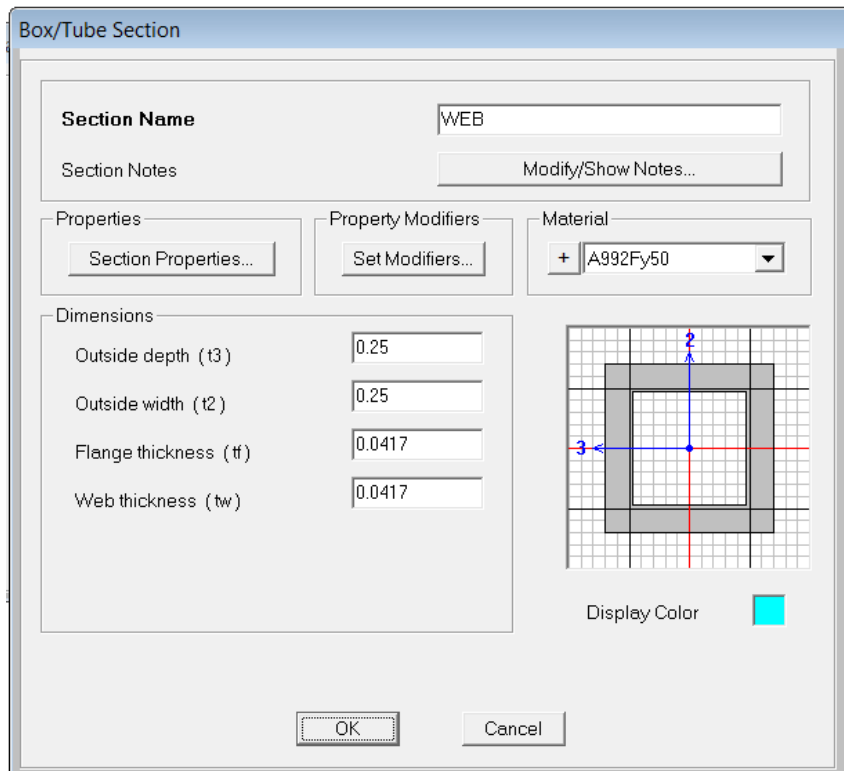 Box/Tube Section
Section Name WEB
Section Notes Modify/Show Notes...
Properties Property Modifiers Material
Section Properties... Set Modifiers... + A992Fy50
Dimensions
Outside depth (t3) 0.25
Outside width (t2) 0.25
Flange thickness (tf) 0.0417
Web thickness (tw) 0.0417
2
3
Display Color
OK Cancel